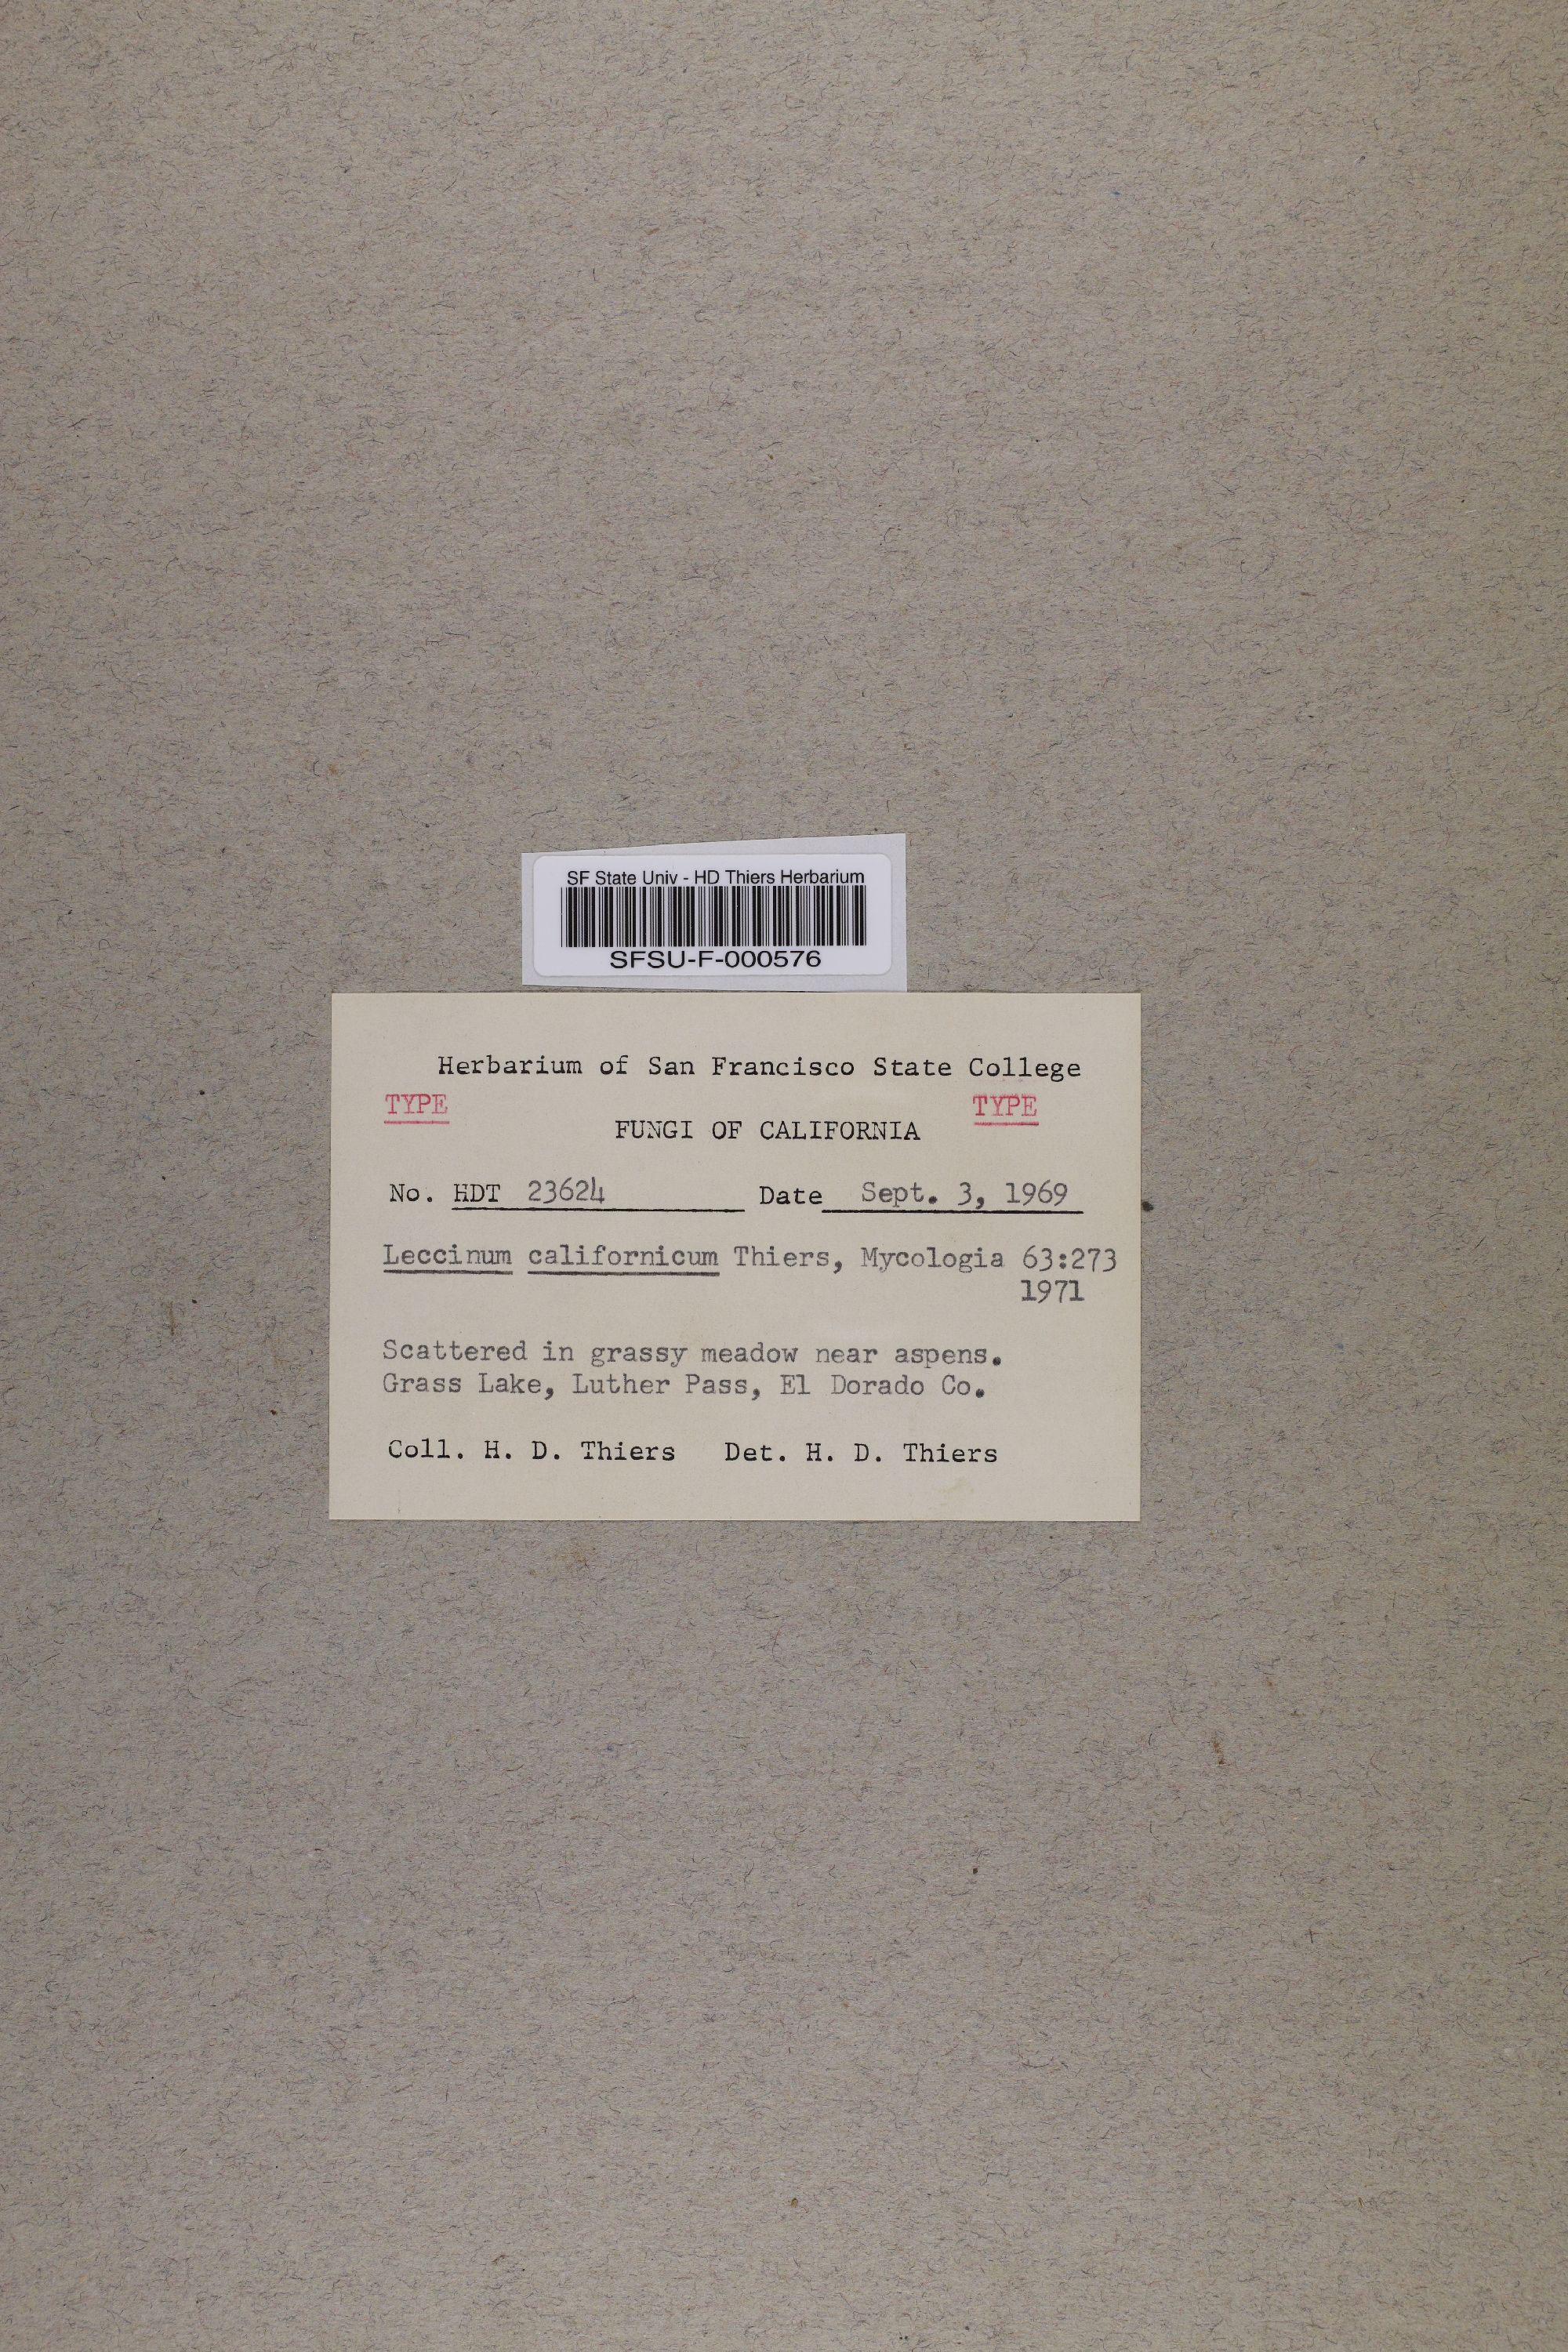 SF State Univ - HD Thiers Herbarium
SFSU-F-000576
Herbarium of San Francisco State College
TYPE TYPE
FUNGI OF CALIFORNIA
No. HDT 23624 Date Sept. 3, 1969
Leccinum californicum Thiers, Mycologia 63:273
1971
Scattered in grassy meadow near aspens.
Grass Lake, Luther Pass, El Dorado Co.
Coll. H. D. Thiers Det. H. D. Thiers